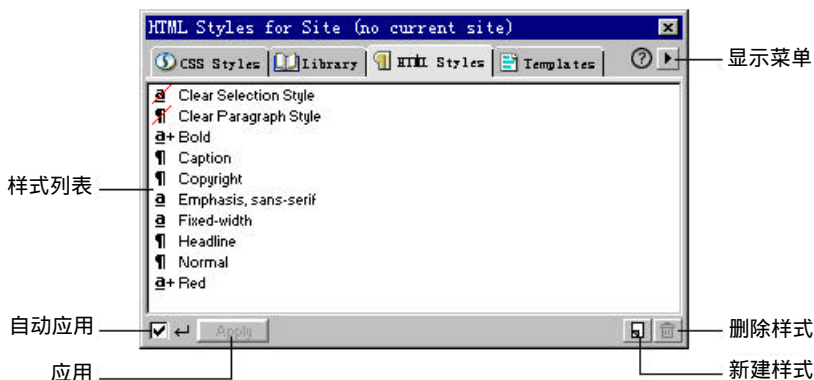 HTML Styles for Site (no current site)
CSS Styles Library HTML Styles Templates
显示菜单
Clear Selection Style
Clear Paragraph Style
a+ Bold
¶ Caption
¶ Copyright
样式列表
a Emphasis, sans-serif
a Fixed-width
¶ Headline
¶ Normal
a+ Red
自动应用
Apply
删除样式
应用
新建样式